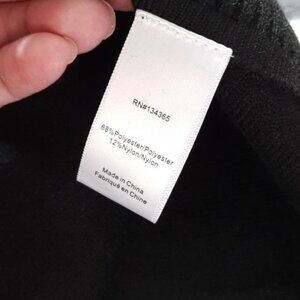 RN#134365
88%Polyester/Polyester
12%Nylon/Nylon
Made in China
Fabriqué en Chine